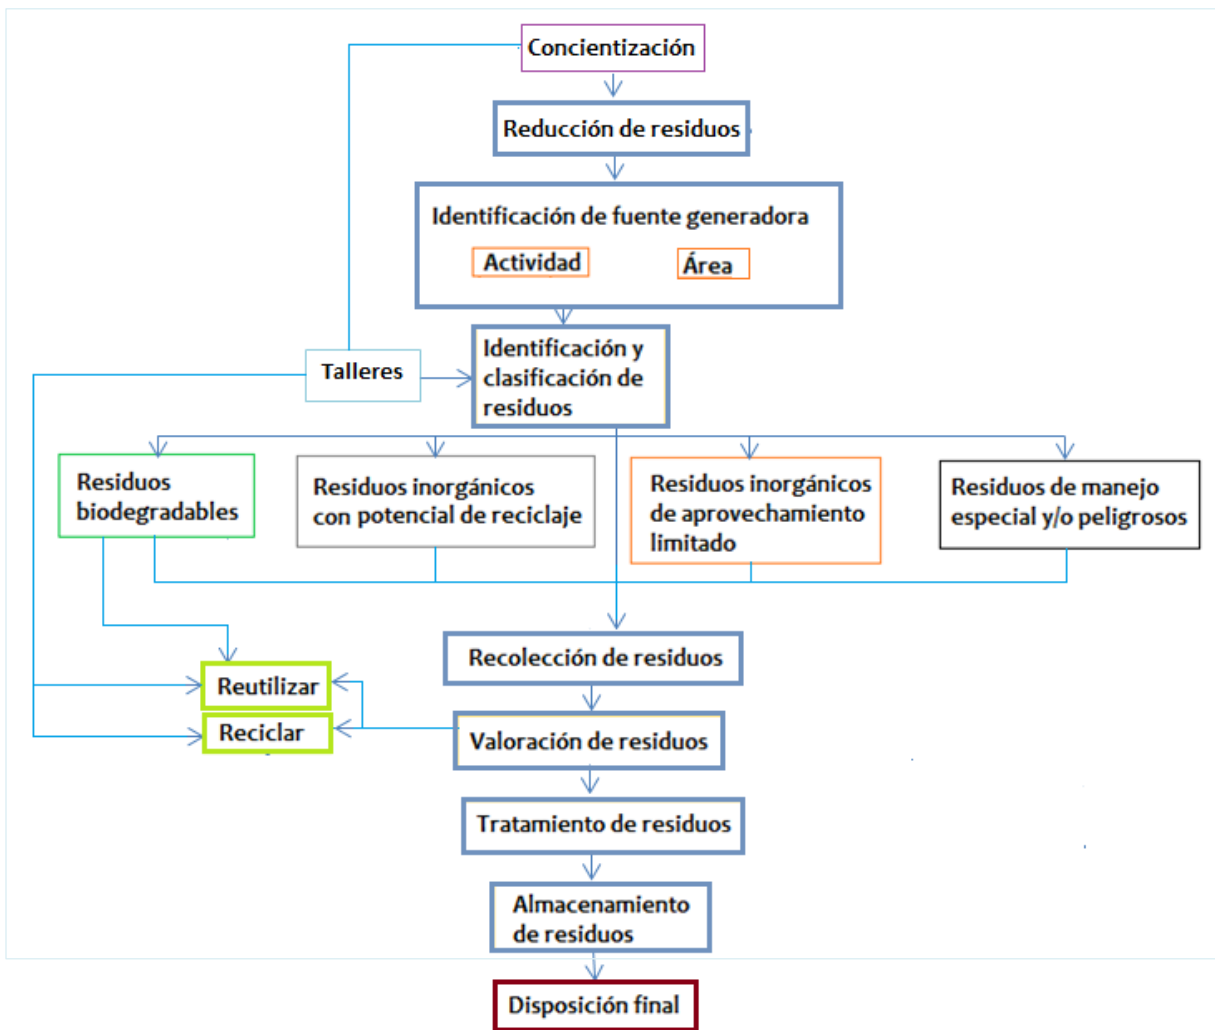 Concientización
Reducción de residuos
Identificación de fuente generadora
Actividad
Área
Identificación y
clasificación de
residuos
Talleres
Residuos
biodegradables
Residuos inorgánicos
con potencial de reciclaje
Residuos inorgánicos
de aprovechamiento
limitado
Residuos de manejo
especial y/o peligrosos
Recolección de residuos
Reutilizar
Reciclar
Valoración de residuos
Tratamiento de residuos
Almacenamiento
de residuos
Disposición final